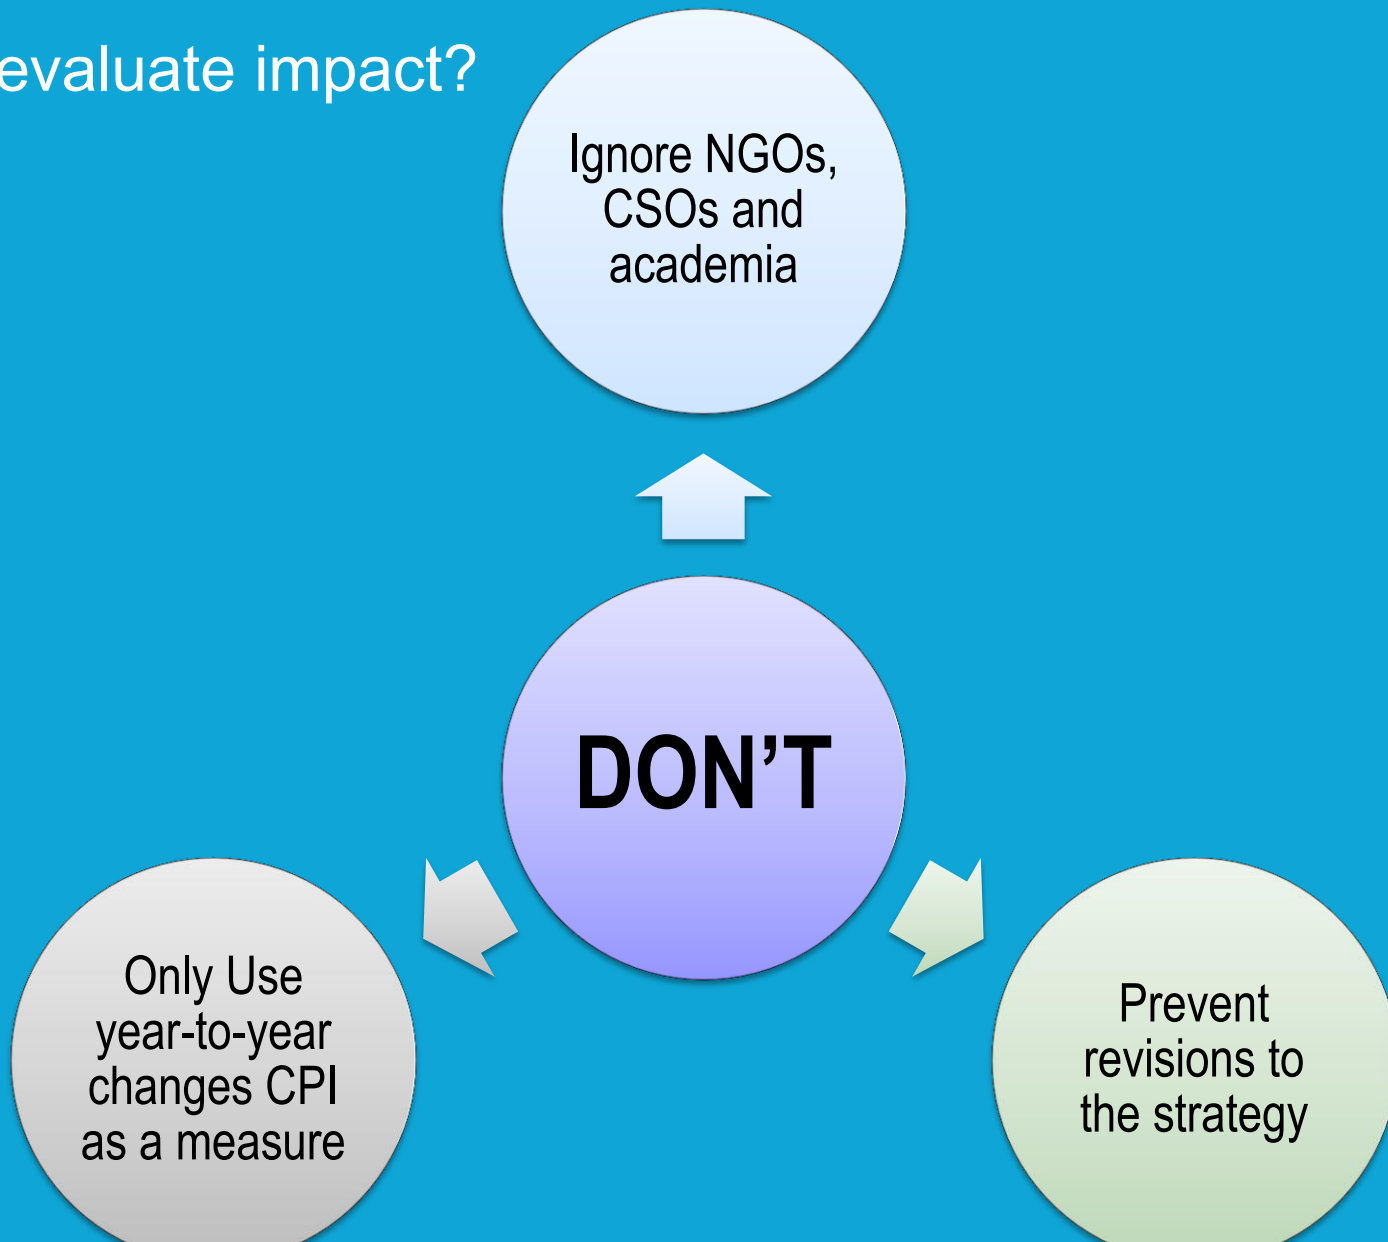 evaluate impact?
Ignore NGOs,
CSOs and
academia
DON’T
Only Use
year-to-year
changes CPI
as a measure
Prevent
revisions to
the strategy